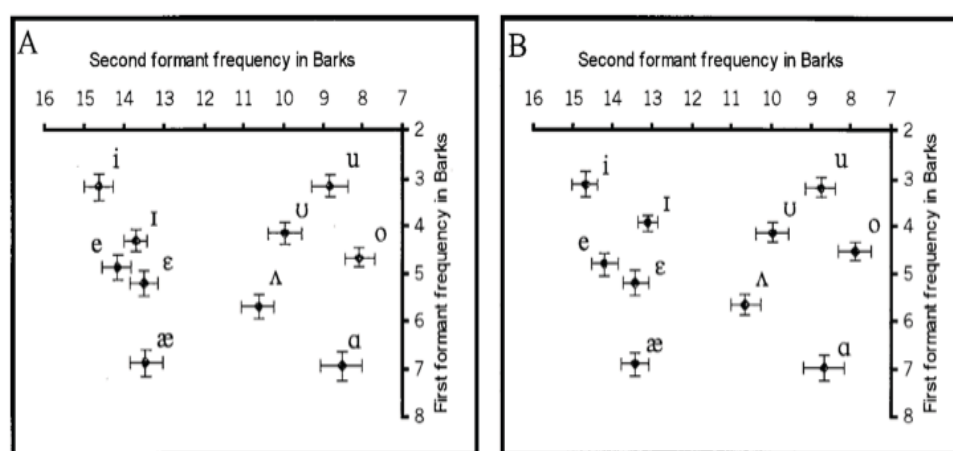 A
Second formant frequency in Barks
16 15 14 13 12 11 10 9 8 7
2
3
4
5
6
7
8
First formant frequency in Barks
i
u
ɪ
ʊ
o
e
ɛ
ʌ
æ
ɑ
B
Second formant frequency in Barks
16 15 14 13 12 11 10 9 8 7
2
3
4
5
6
7
8
First formant frequency in Barks
i
u
ɪ
ʊ
o
e
ɛ
ʌ
æ
ɑ